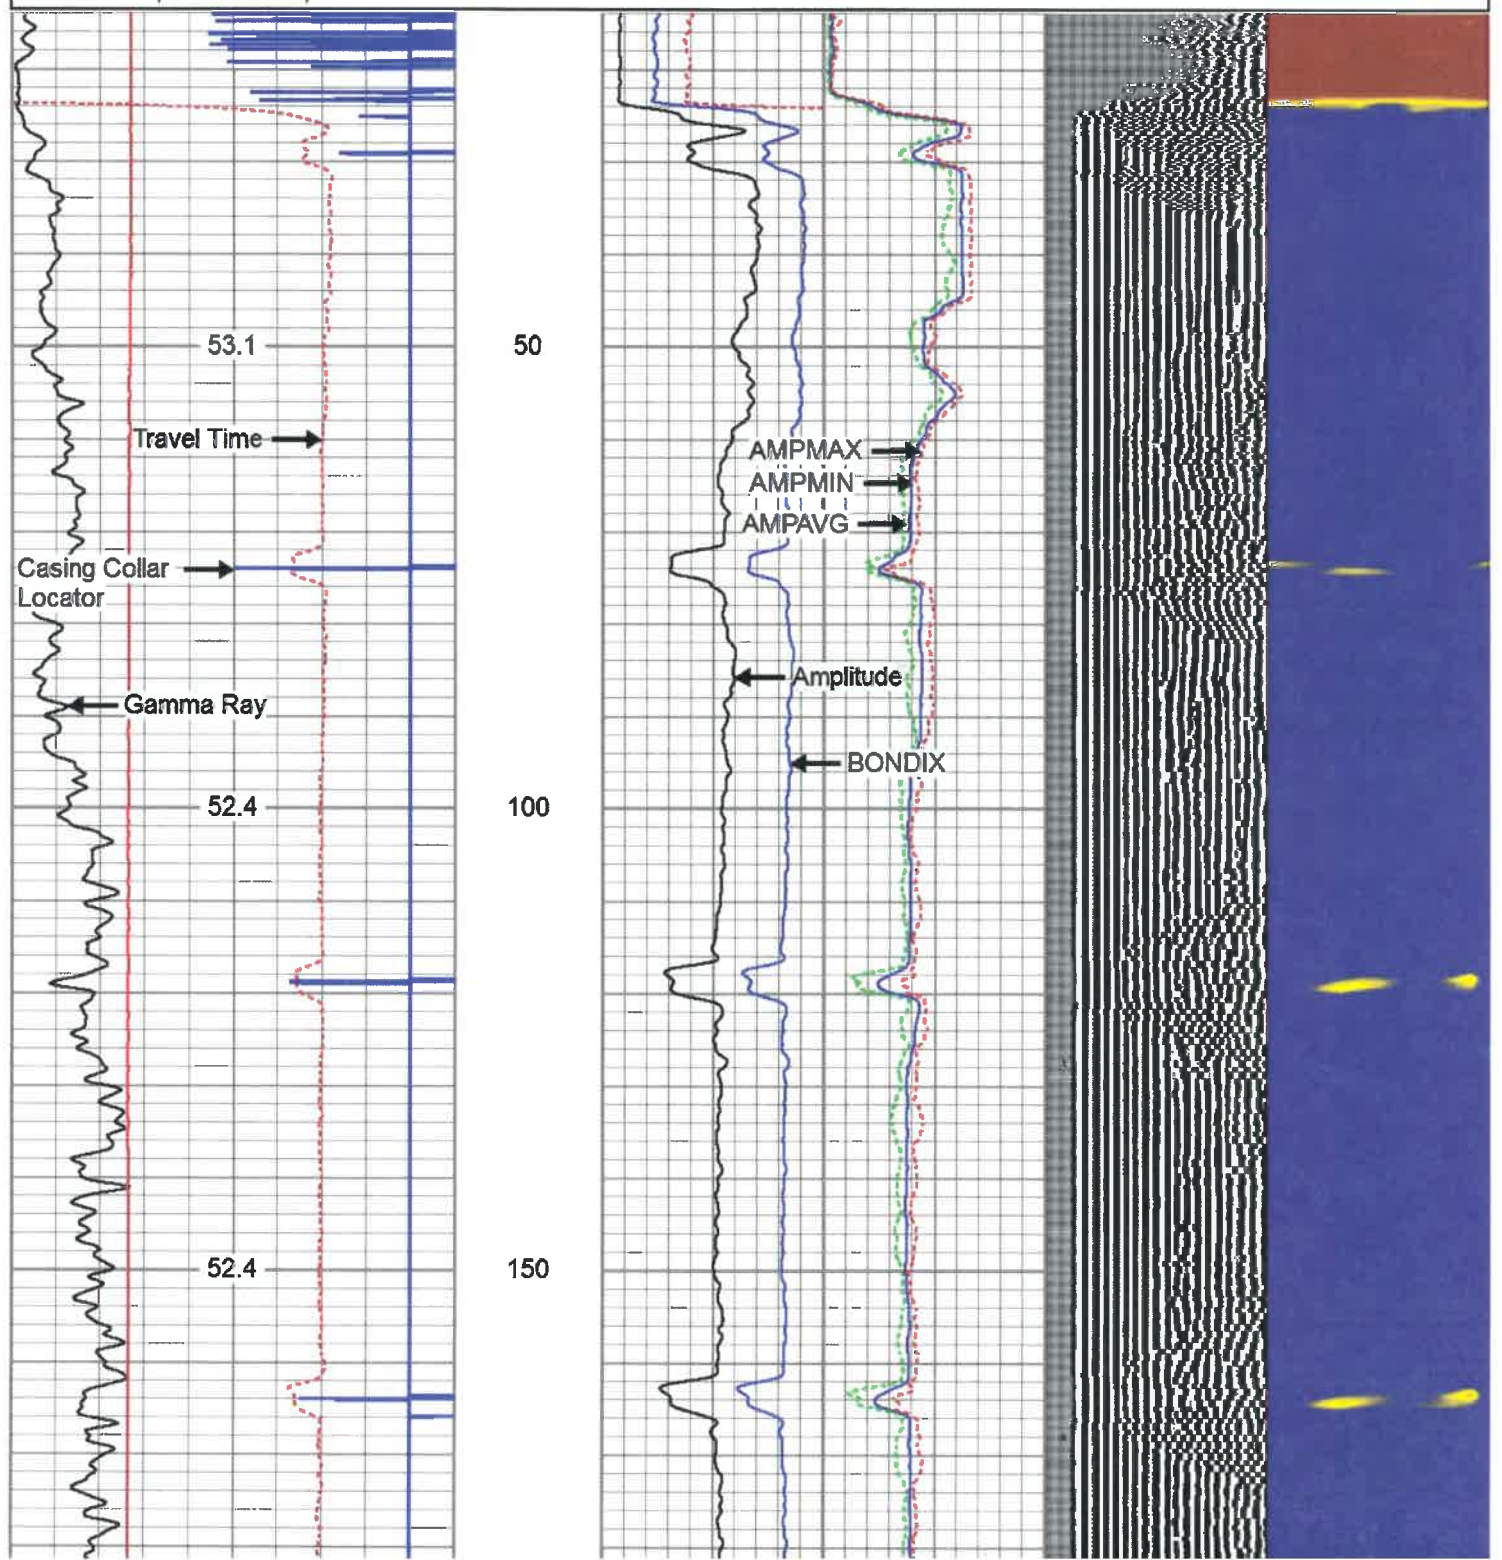 53.1
50
Travel Time
AMPMAX
AMPMIN
AMPAVG
Casing Collar
Locator
Amplitude
Gamma Ray
BONDIX
52.4
100
52.4
150